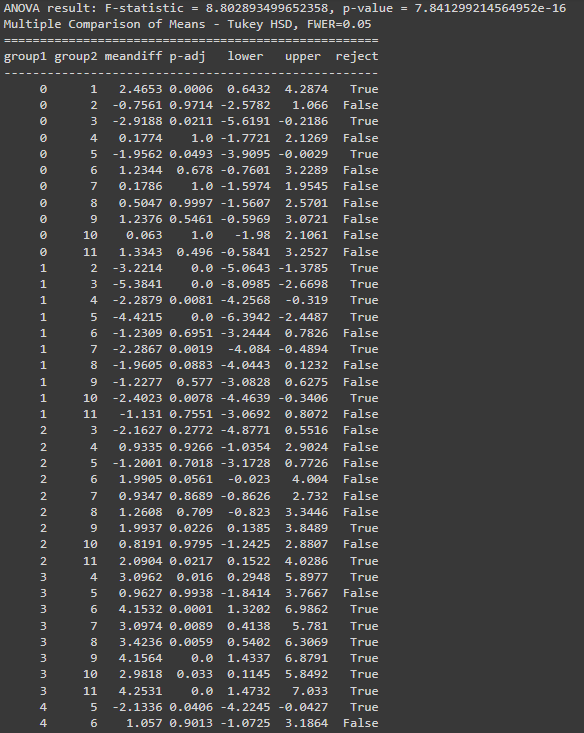 ANOVA result: F-statistic = 8.802893499652358, p-value = 7.841299214564952e-16
Multiple Comparison of Means - Tukey HSD, FWER=0.05
====================================================
group1 group2 meandiff p-adj lower upper reject
----------------------------------------------------
0 1 2.4653 0.0006 0.6432 4.2874 True
0 2 -0.7561 0.9714 -2.5782 1.066 False
0 3 -2.9188 0.0211 -5.6191 -0.2186 True
0 4 0.1774 1.0 -1.7721 2.1269 False
0 5 -1.9562 0.0493 -3.9095 -0.0029 True
0 6 1.2344 0.678 -0.7601 3.2289 False
0 7 0.1786 1.0 -1.5974 1.9545 False
0 8 0.5047 0.9997 -1.5607 2.5701 False
0 9 1.2376 0.5461 -0.5969 3.0721 False
0 10 0.063 1.0 -1.98 2.1061 False
0 11 1.3343 0.496 -0.5841 3.2527 False
1 2 -3.2214 0.0 -5.0643 -1.3785 True
1 3 -5.3841 0.0 -8.0985 -2.6698 True
1 4 -2.2879 0.0081 -4.2568 -0.319 True
1 5 -4.4215 0.0 -6.3942 -2.4487 True
1 6 -1.2309 0.6951 -3.2444 0.7826 False
1 7 -2.2867 0.0019 -4.084 -0.4894 True
1 8 -1.9605 0.0883 -4.0443 0.1232 False
1 9 -1.2277 0.577 -3.0828 0.6275 False
1 10 -2.4023 0.0078 -4.4639 -0.3406 True
1 11 -1.131 0.7551 -3.0692 0.8072 False
2 3 -2.1627 0.2772 -4.8771 0.5516 False
2 4 0.9335 0.9266 -1.0354 2.9024 False
2 5 -1.2001 0.7018 -3.1728 0.7726 False
2 6 1.9905 0.0561 -0.023 4.004 False
2 7 0.9347 0.8689 -0.8626 2.732 False
2 8 1.2608 0.709 -0.823 3.3446 False
2 9 1.9937 0.0226 0.1385 3.8489 True
2 10 0.8191 0.9795 -1.2425 2.8807 False
2 11 2.0904 0.0217 0.1522 4.0286 True
3 4 3.0962 0.016 0.2948 5.8977 True
3 5 0.9627 0.9938 -1.8414 3.7667 False
3 6 4.1532 0.0001 1.3202 6.9862 True
3 7 3.0974 0.0089 0.4138 5.781 True
3 8 3.4236 0.0059 0.5402 6.3069 True
3 9 4.1564 0.0 1.4337 6.8791 True
3 10 2.9818 0.033 0.1145 5.8492 True
3 11 4.2531 0.0 1.4732 7.033 True
4 5 -2.1336 0.0406 -4.2245 -0.0427 True
4 6 1.057 0.9013 -1.0725 3.1864 False